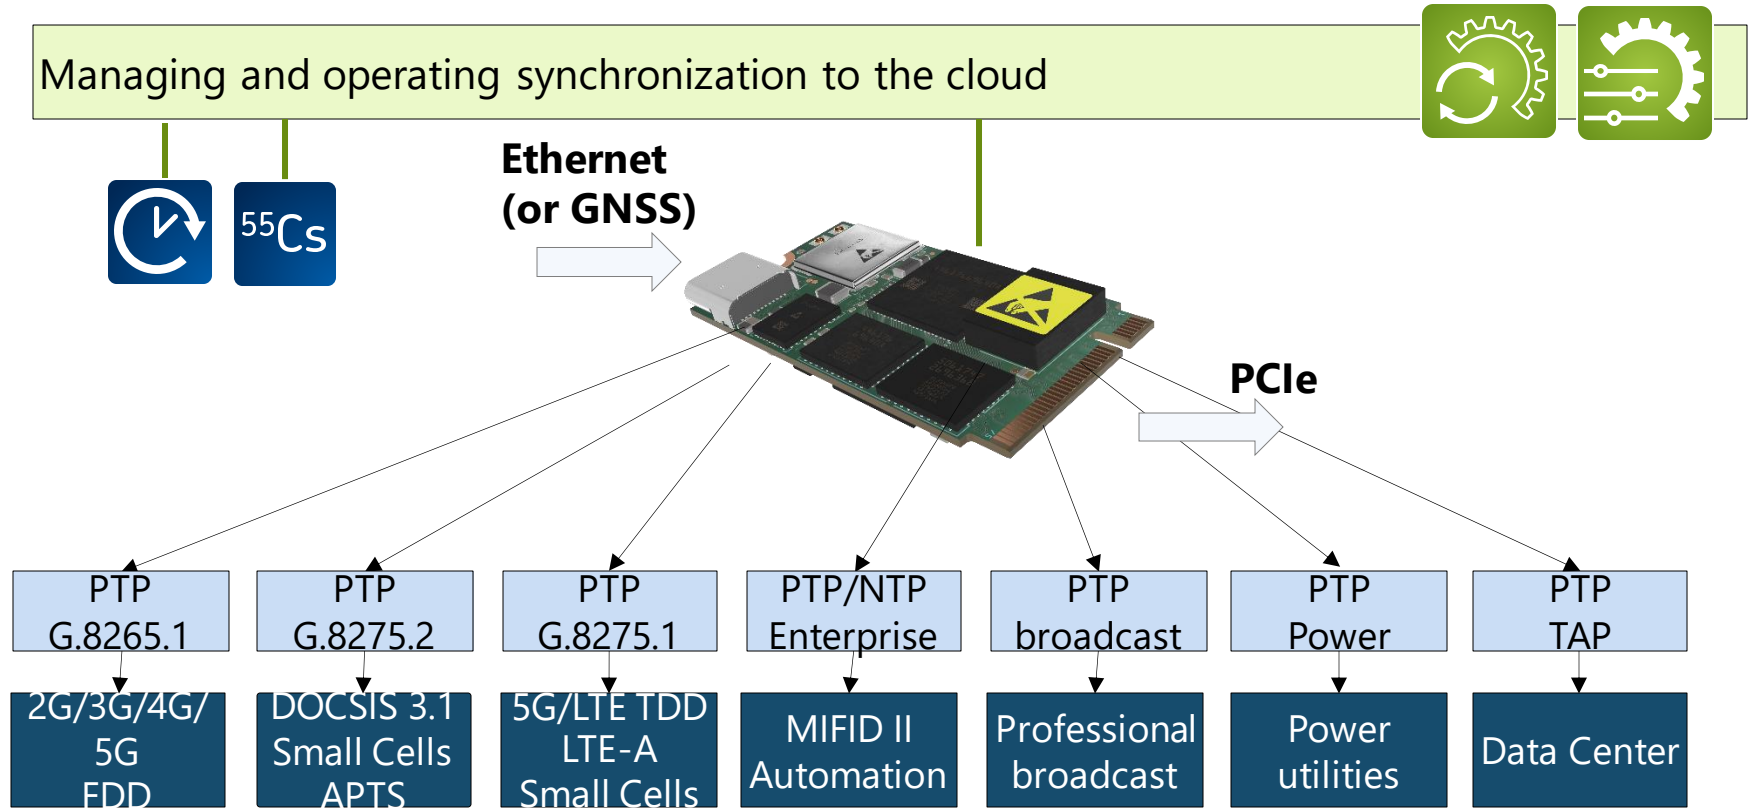 Managing and operating synchronization to the cloud
Ethernet
(or GNSS)
55Cs
PCIe
PTP
G.8265.1
PTP
G.8275.2
PTP
G.8275.1
PTP/NTP
Enterprise
PTP
broadcast
PTP
Power
PTP
TAP
2G/3G/4G/
5G
FDD
DOCSIS 3.1
Small Cells
APTS
5G/LTE TDD
LTE-A
Small Cells
MIFID II
Automation
Professional
broadcast
Power
utilities
Data Center